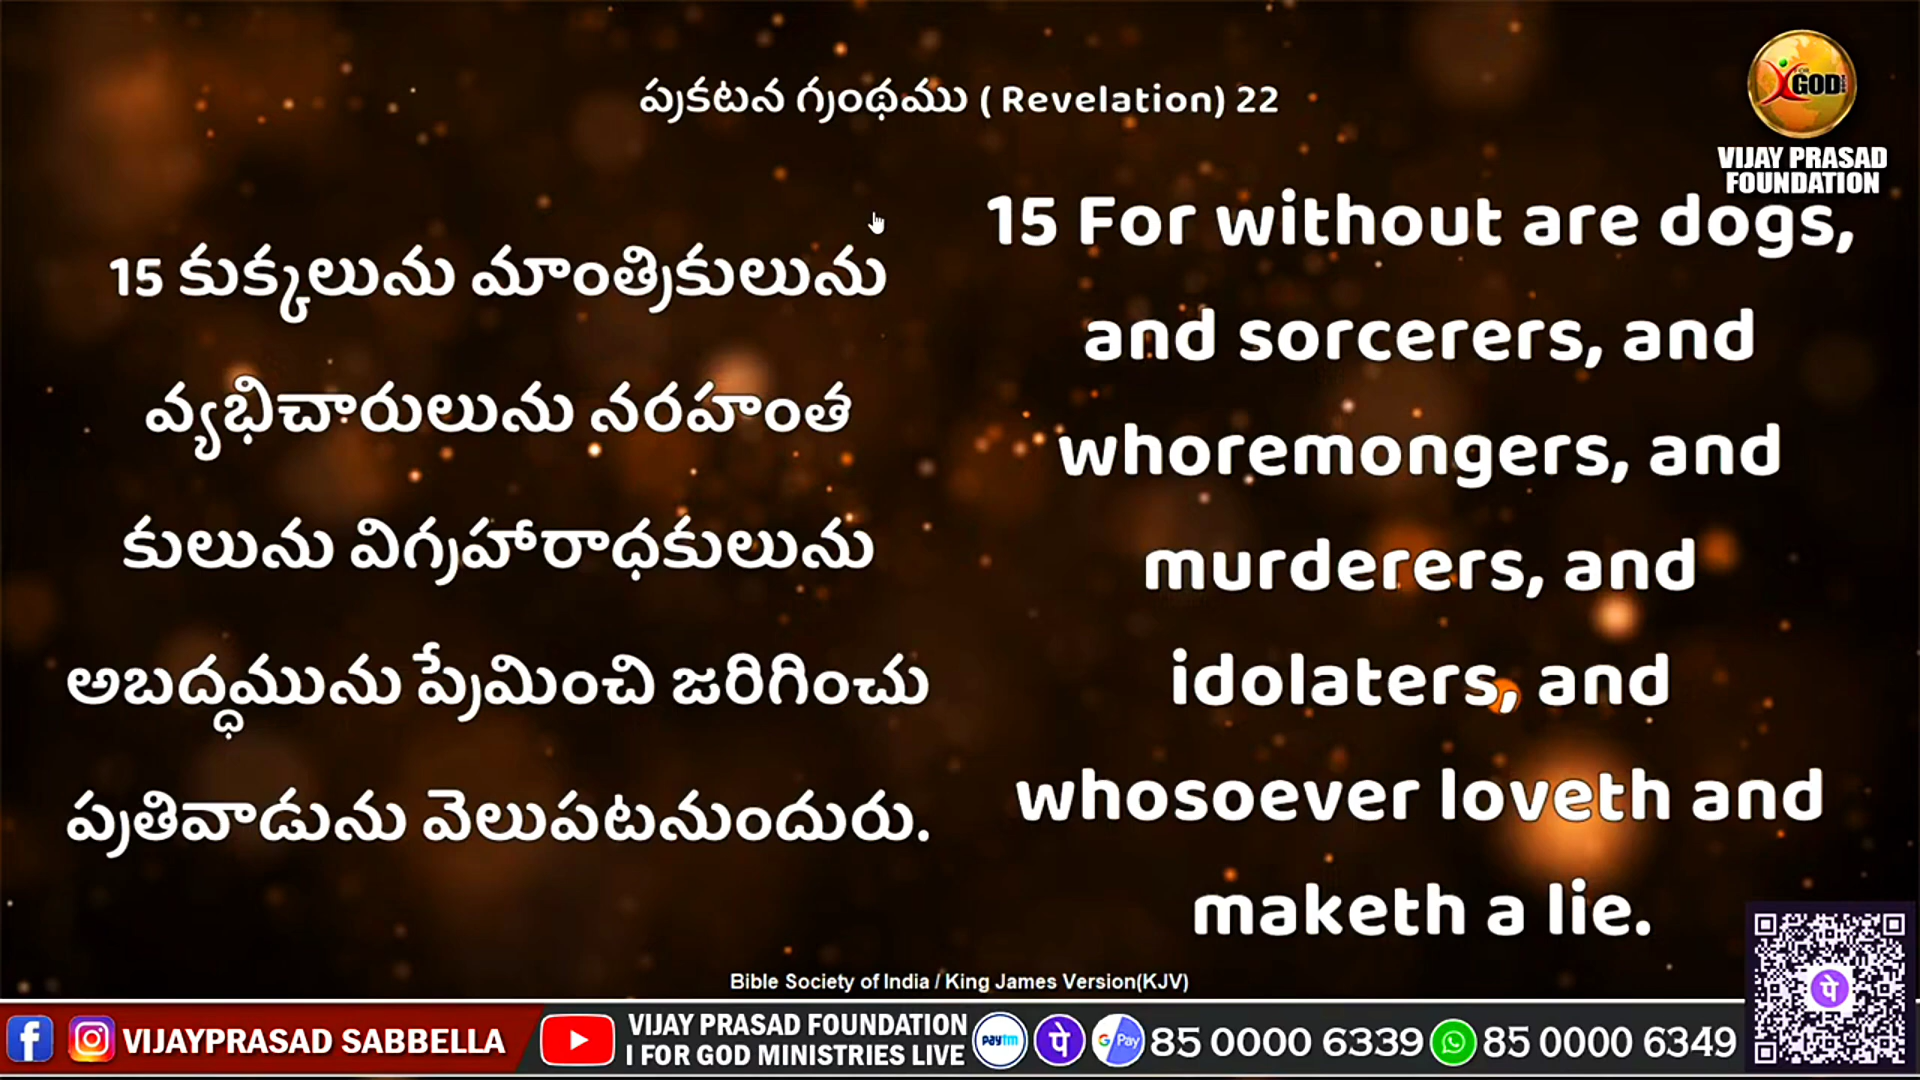 ప్రకటన గ్రంథము ( Revelation) 22
GOD
VIJAY PRASAD
FOUNDATION
15 కుక్కలును మాంత్రికులును
వ్యభిచారులును నరహంత
కులును విగ్రహారాధకులును
అబద్ధమును ప్రేమించి జరిగించు
ప్రతివాడును వెలుపటనుందురు.
15 For without are dogs,
and sorcerers, and
whoremongers, and
murderers, and
idolaters, and
whosoever loveth and
maketh a lie.
Bible Society of India / King James Version(KJV)
VIJAYPRASAD SABBELLA
VIJAY PRASAD FOUNDATION
I FOR GOD MINISTRIES LIVE
paytm
पे
G Pay
85 0000 6339
85 0000 6349
पे